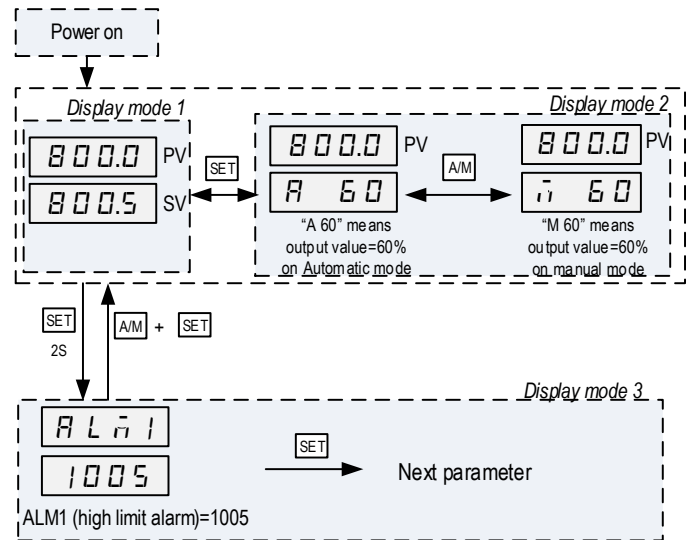 Power on
Display mode 1
Display mode 2
800.0 PV
800.5 SV
SET
800.0 PV
A 60
"A 60" means
output value=60%
on Automatic mode
A/M
800.0 PV
M 60
"M 60" means
output value=60%
on manual mode
SET
2S
A/M + SET
Display mode 3
ALM1
1005
SET
Next parameter
ALM1 (high limit alarm)=1005